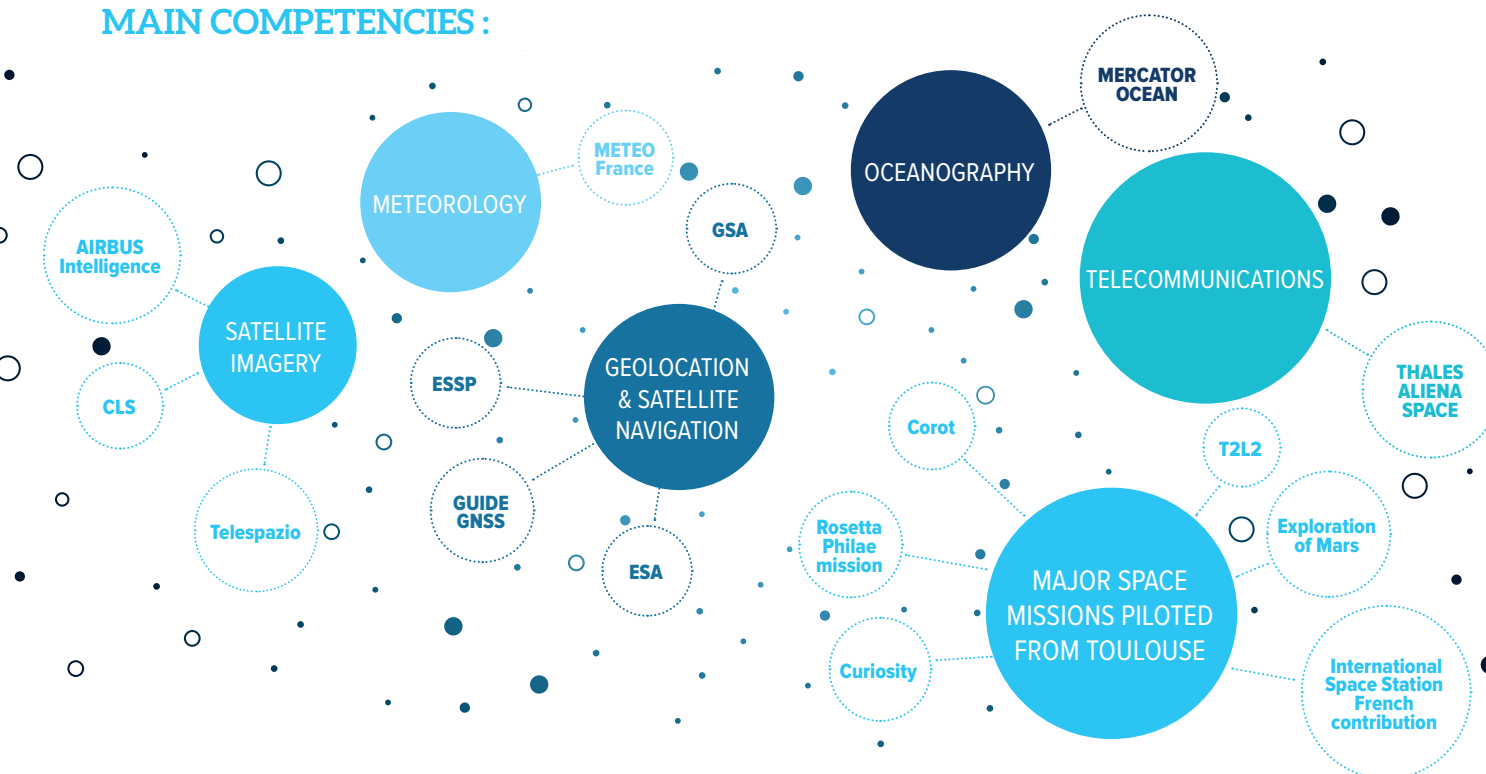 MAIN COMPETENCIES :
METEOROLOGY
METEO
France
AIRBUS
Intelligence
SATELLITE
IMAGERY
CLS
Telespazio
GSA
GEOLOCATION
& SATELLITE
NAVIGATION
ESSP
GUIDE
GNSS
ESA
OCEANOGRAPHY
MERCATOR
OCEAN
TELECOMMUNICATIONS
THALES
ALIENA
SPACE
Corot
T2L2
Rosetta
Philae
mission
Exploration
of Mars
MAJOR SPACE
MISSIONS PILOTED
FROM TOULOUSE
Curiosity
International
Space Station
French
contribution